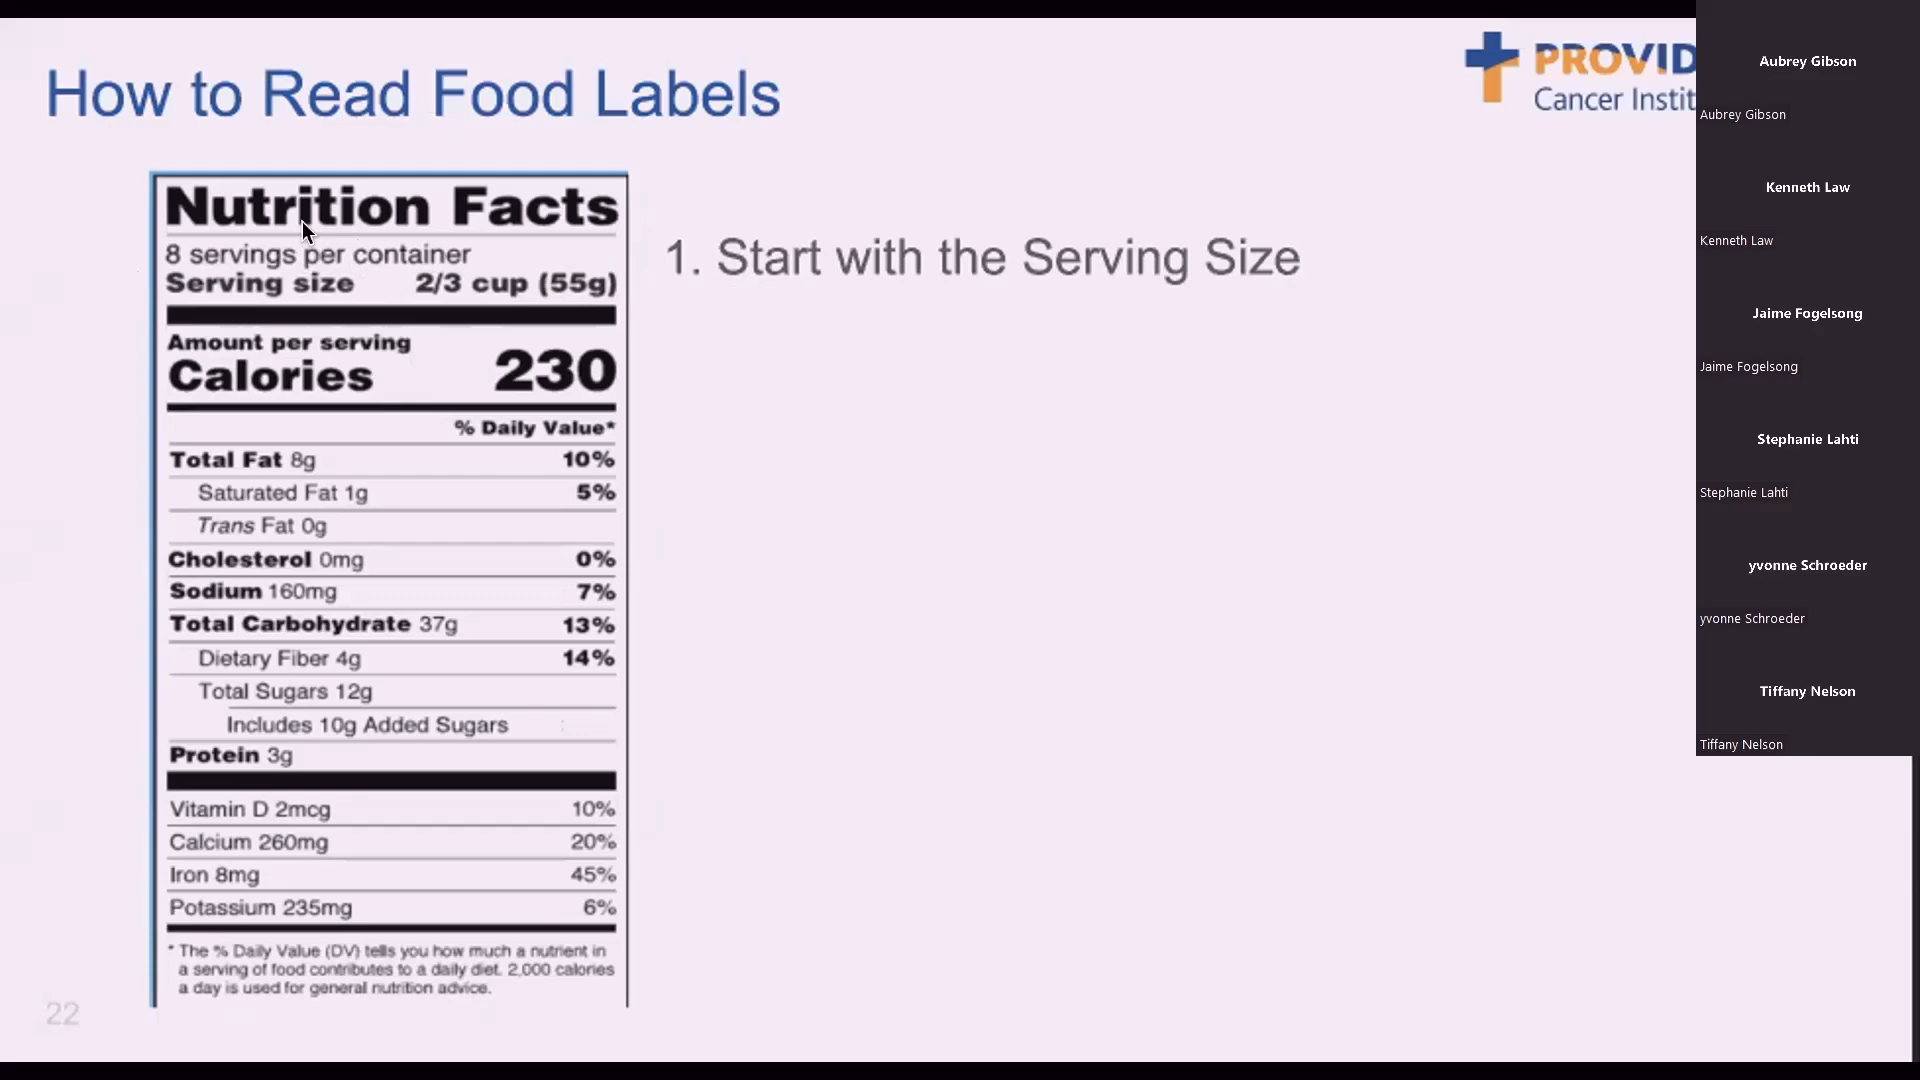 How to Read Food Labels
PROVID
Cancer Instit
Nutrition Facts
8 servings per container
Serving size 2/3 cup (55g)
Amount per serving
Calories 230
% Daily Value*
Total Fat 8g 10%
Saturated Fat 1g 5%
Trans Fat 0g
Cholesterol 0mg 0%
Sodium 160mg 7%
Total Carbohydrate 37g 13%
Dietary Fiber 4g 14%
Total Sugars 12g
Includes 10g Added Sugars
Protein 3g
Vitamin D 2mcg 10%
Calcium 260mg 20%
Iron 8mg 45%
Potassium 235mg 6%
* The % Daily Value (DV) tells you how much a nutrient in
a serving of food contributes to a daily diet. 2,000 calories
a day is used for general nutrition advice.
1. Start with the Serving Size
22
Aubrey Gibson
Aubrey Gibson
Kenneth Law
Kenneth Law
Jaime Fogelsong
Jaime Fogelsong
Stephanie Lahti
Stephanie Lahti
yvonne Schroeder
yvonne Schroeder
Tiffany Nelson
Tiffany Nelson